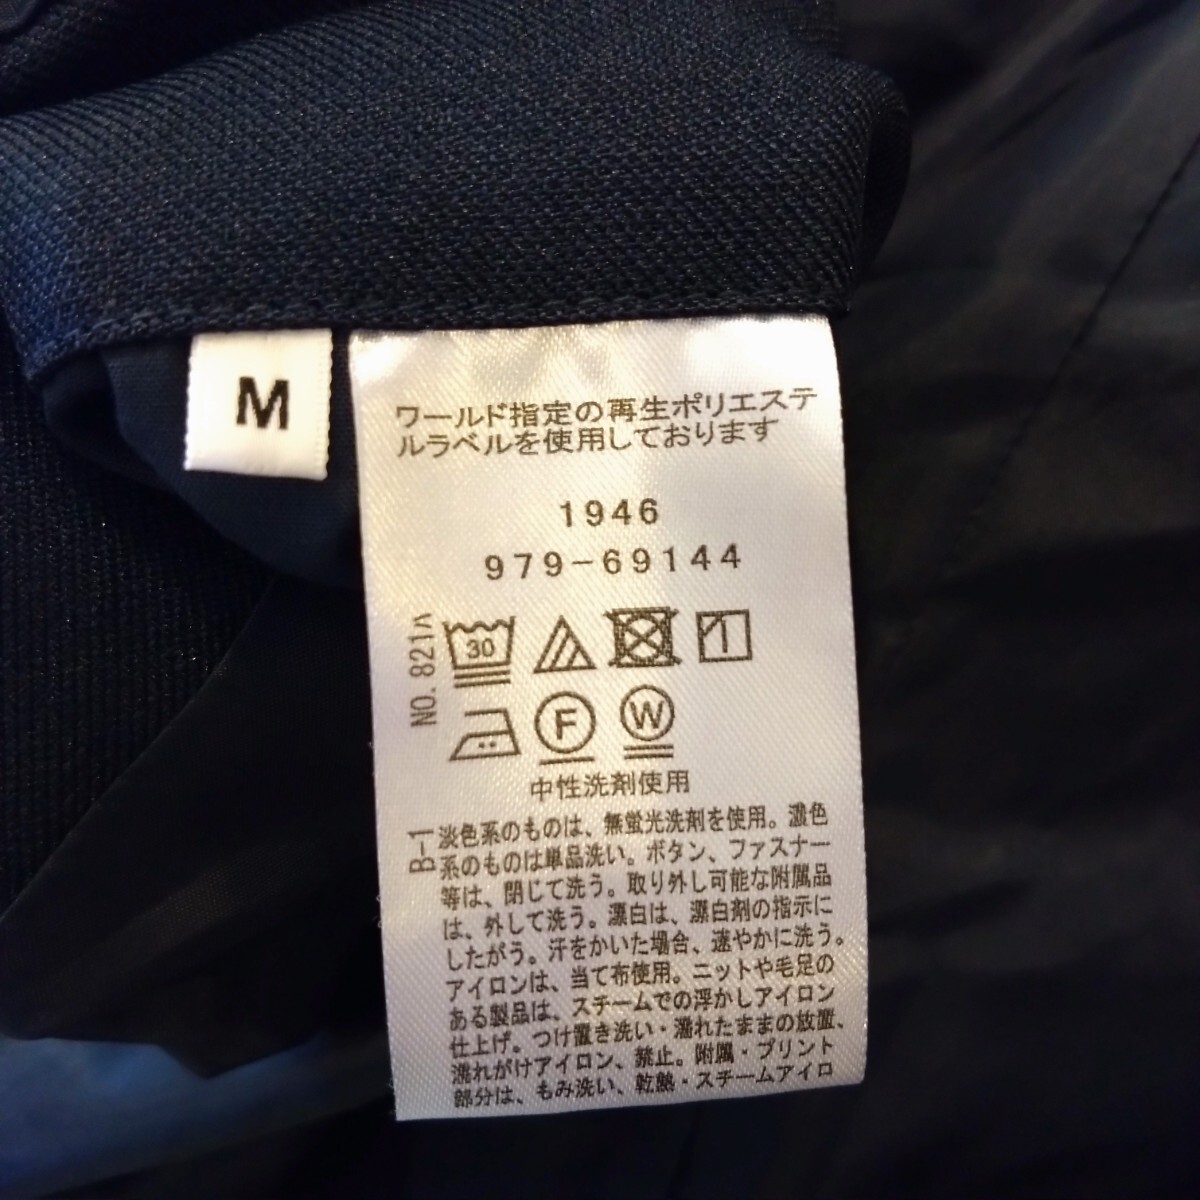 M
ワールド指定の再生ポリエステ
ルラベルを使用しております
1946
979-69144
NO. 821A
30
F
W
中性洗剤使用
B-1
淡色系のものは、無蛍光洗剤を使用。濃色
系のものは単品洗い。ボタン、ファスナー
等は、閉じて洗う。取り外し可能な附属品
は、外して洗う。漂白は、漂白剤の指示に
したがう。汗をかいた場合、速やかに洗う。
アイロンは、当て布使用。ニットや毛足の
ある製品は、スチームでの浮かしアイロン
仕上げ。つけ置き洗い・濡れたままの放置、
濡れがけアイロン、禁止。附属・プリント
部分は、もみ洗い、乾熱・スチームアイロ